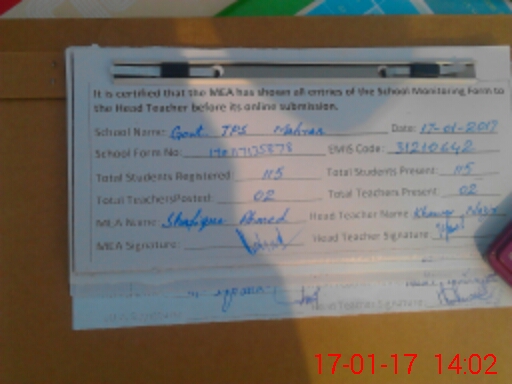 It is certified that the MEA has shown all entries of the School Monitoring Form to
the Head Teacher before its online submission.
School Name: Govt TPS Mehran Date: 17-01-2017
School Form No: EMIS Code: 31210642
Total Students Registered 115 Total Students Present: 115
Total Teachers Posted: 02 Total Teachers Present: 02
MEA Name: Ahmed Head Teacher Name
MEA Signature: Head Teacher Signature:
Teacher Signature:
17-01-17 14:02